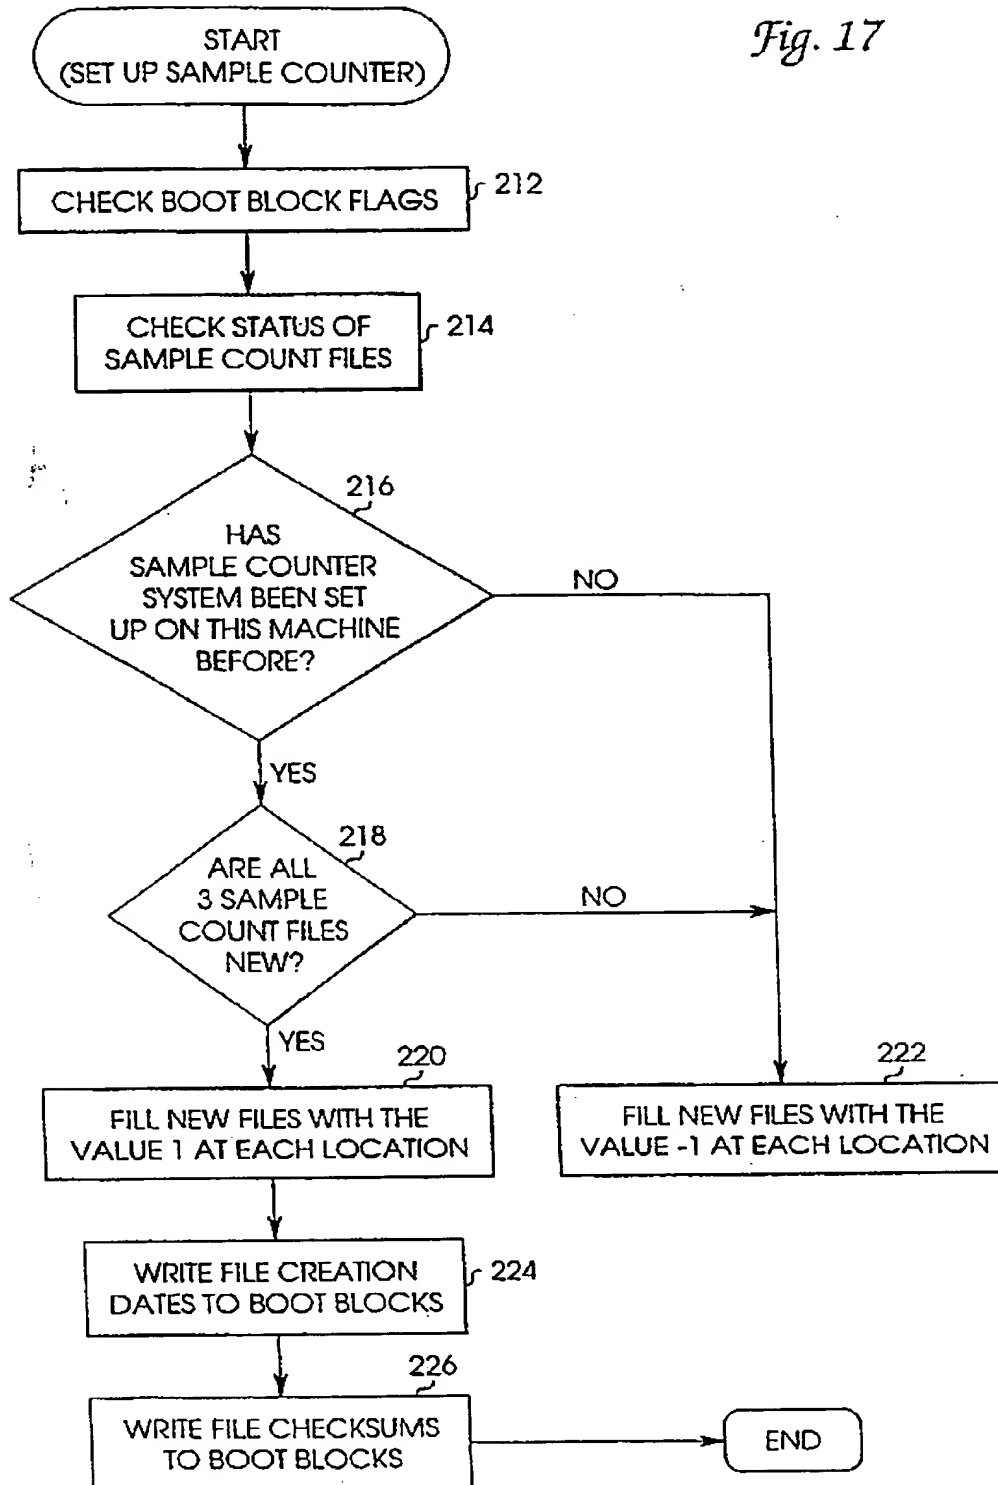 Fig. 17
START
(SET UP SAMPLE COUNTER)
CHECK BOOT BLOCK FLAGS
212
CHECK STATUS OF
SAMPLE COUNT FILES
214
216
HAS
SAMPLE COUNTER
SYSTEM BEEN SET
UP ON THIS MACHINE
BEFORE?
NO
YES
218
ARE ALL
3 SAMPLE
COUNT FILES
NEW?
NO
YES
220
FILL NEW FILES WITH THE
VALUE 1 AT EACH LOCATION
222
FILL NEW FILES WITH THE
VALUE -1 AT EACH LOCATION
WRITE FILE CREATION
DATES TO BOOT BLOCKS
224
226
WRITE FILE CHECKSUMS
TO BOOT BLOCKS
END